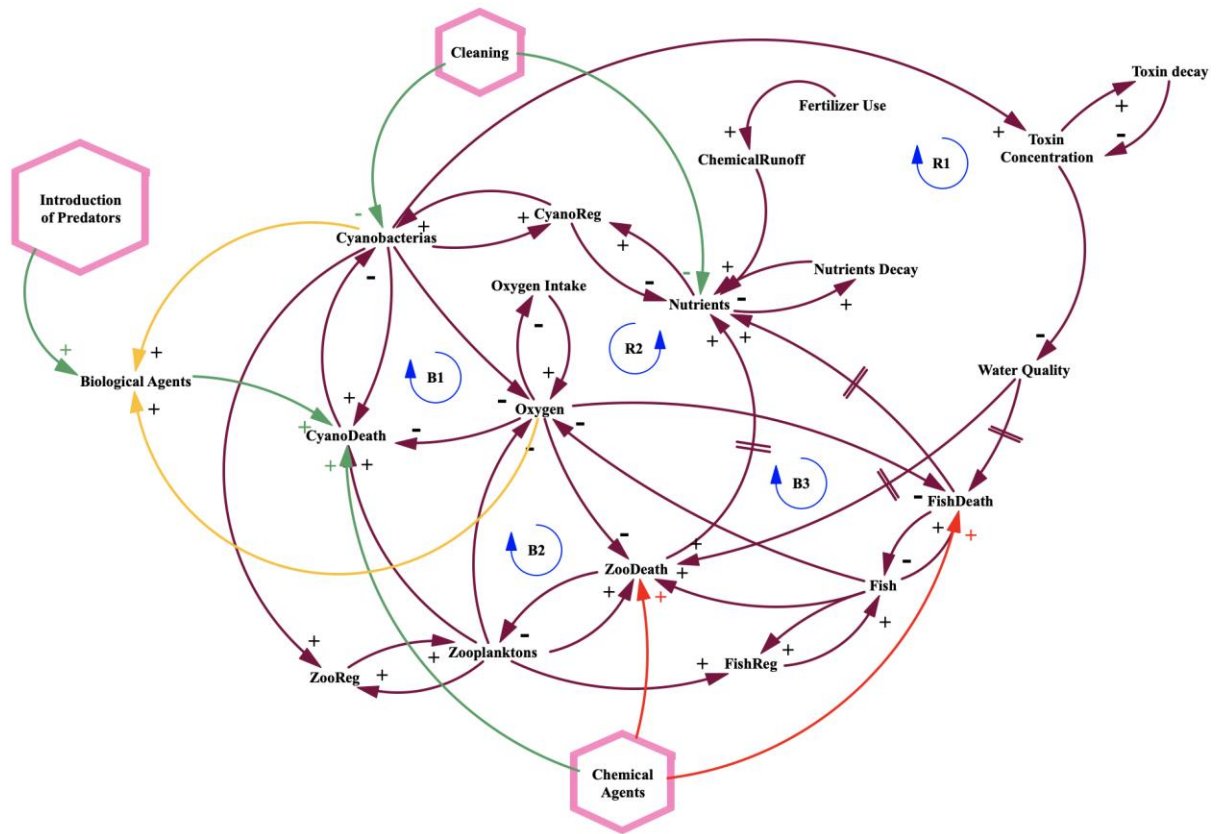 Cleaning
Toxin decay
Fertilizer Use
+
+
-
+
Toxin
Concentration
ChemicalRunoff
R1
Introduction
of Predators
-
+
Cyanobacterias
+
CyanoReg
+
-
+
-
+
Nutrients Decay
Oxygen Intake
-
-
Nutrients
+
-
R2
+
+
-
+
Water Quality
+
Biological Agents
+
B1
+
+
-
Oxygen
-
+
CyanoDeath
-
-
+
+
B3
-
FishDeath
+
+
-
B2
+
ZooDeath
+
-
Fish
+
+
+
-
+
Zooplanktons
+
+
FishReg
+
ZooReg
+
Chemical
Agents